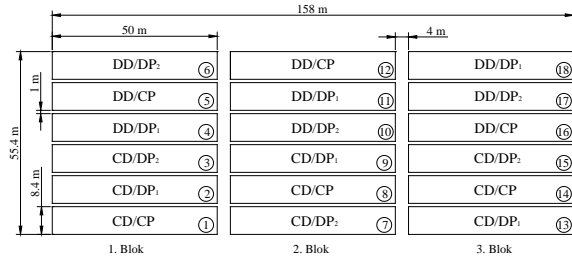 158 m
50 m
4 m
DD/DP₂ 6 DD/CP 12 DD/DP₁ 18
1 m
DD/CP 5 DD/DP₁ 11 DD/DP₂ 17
DD/DP₁ 4 DD/DP₂ 10 DD/CP 16
55.4 m
CD/DP₂ 3 CD/DP₁ 9 CD/DP₂ 15
8.4 m
CD/DP₁ 2 CD/CP 8 CD/CP 14
CD/CP 1 CD/DP₂ 7 CD/DP₁ 13
1. Blok 2. Blok 3. Blok